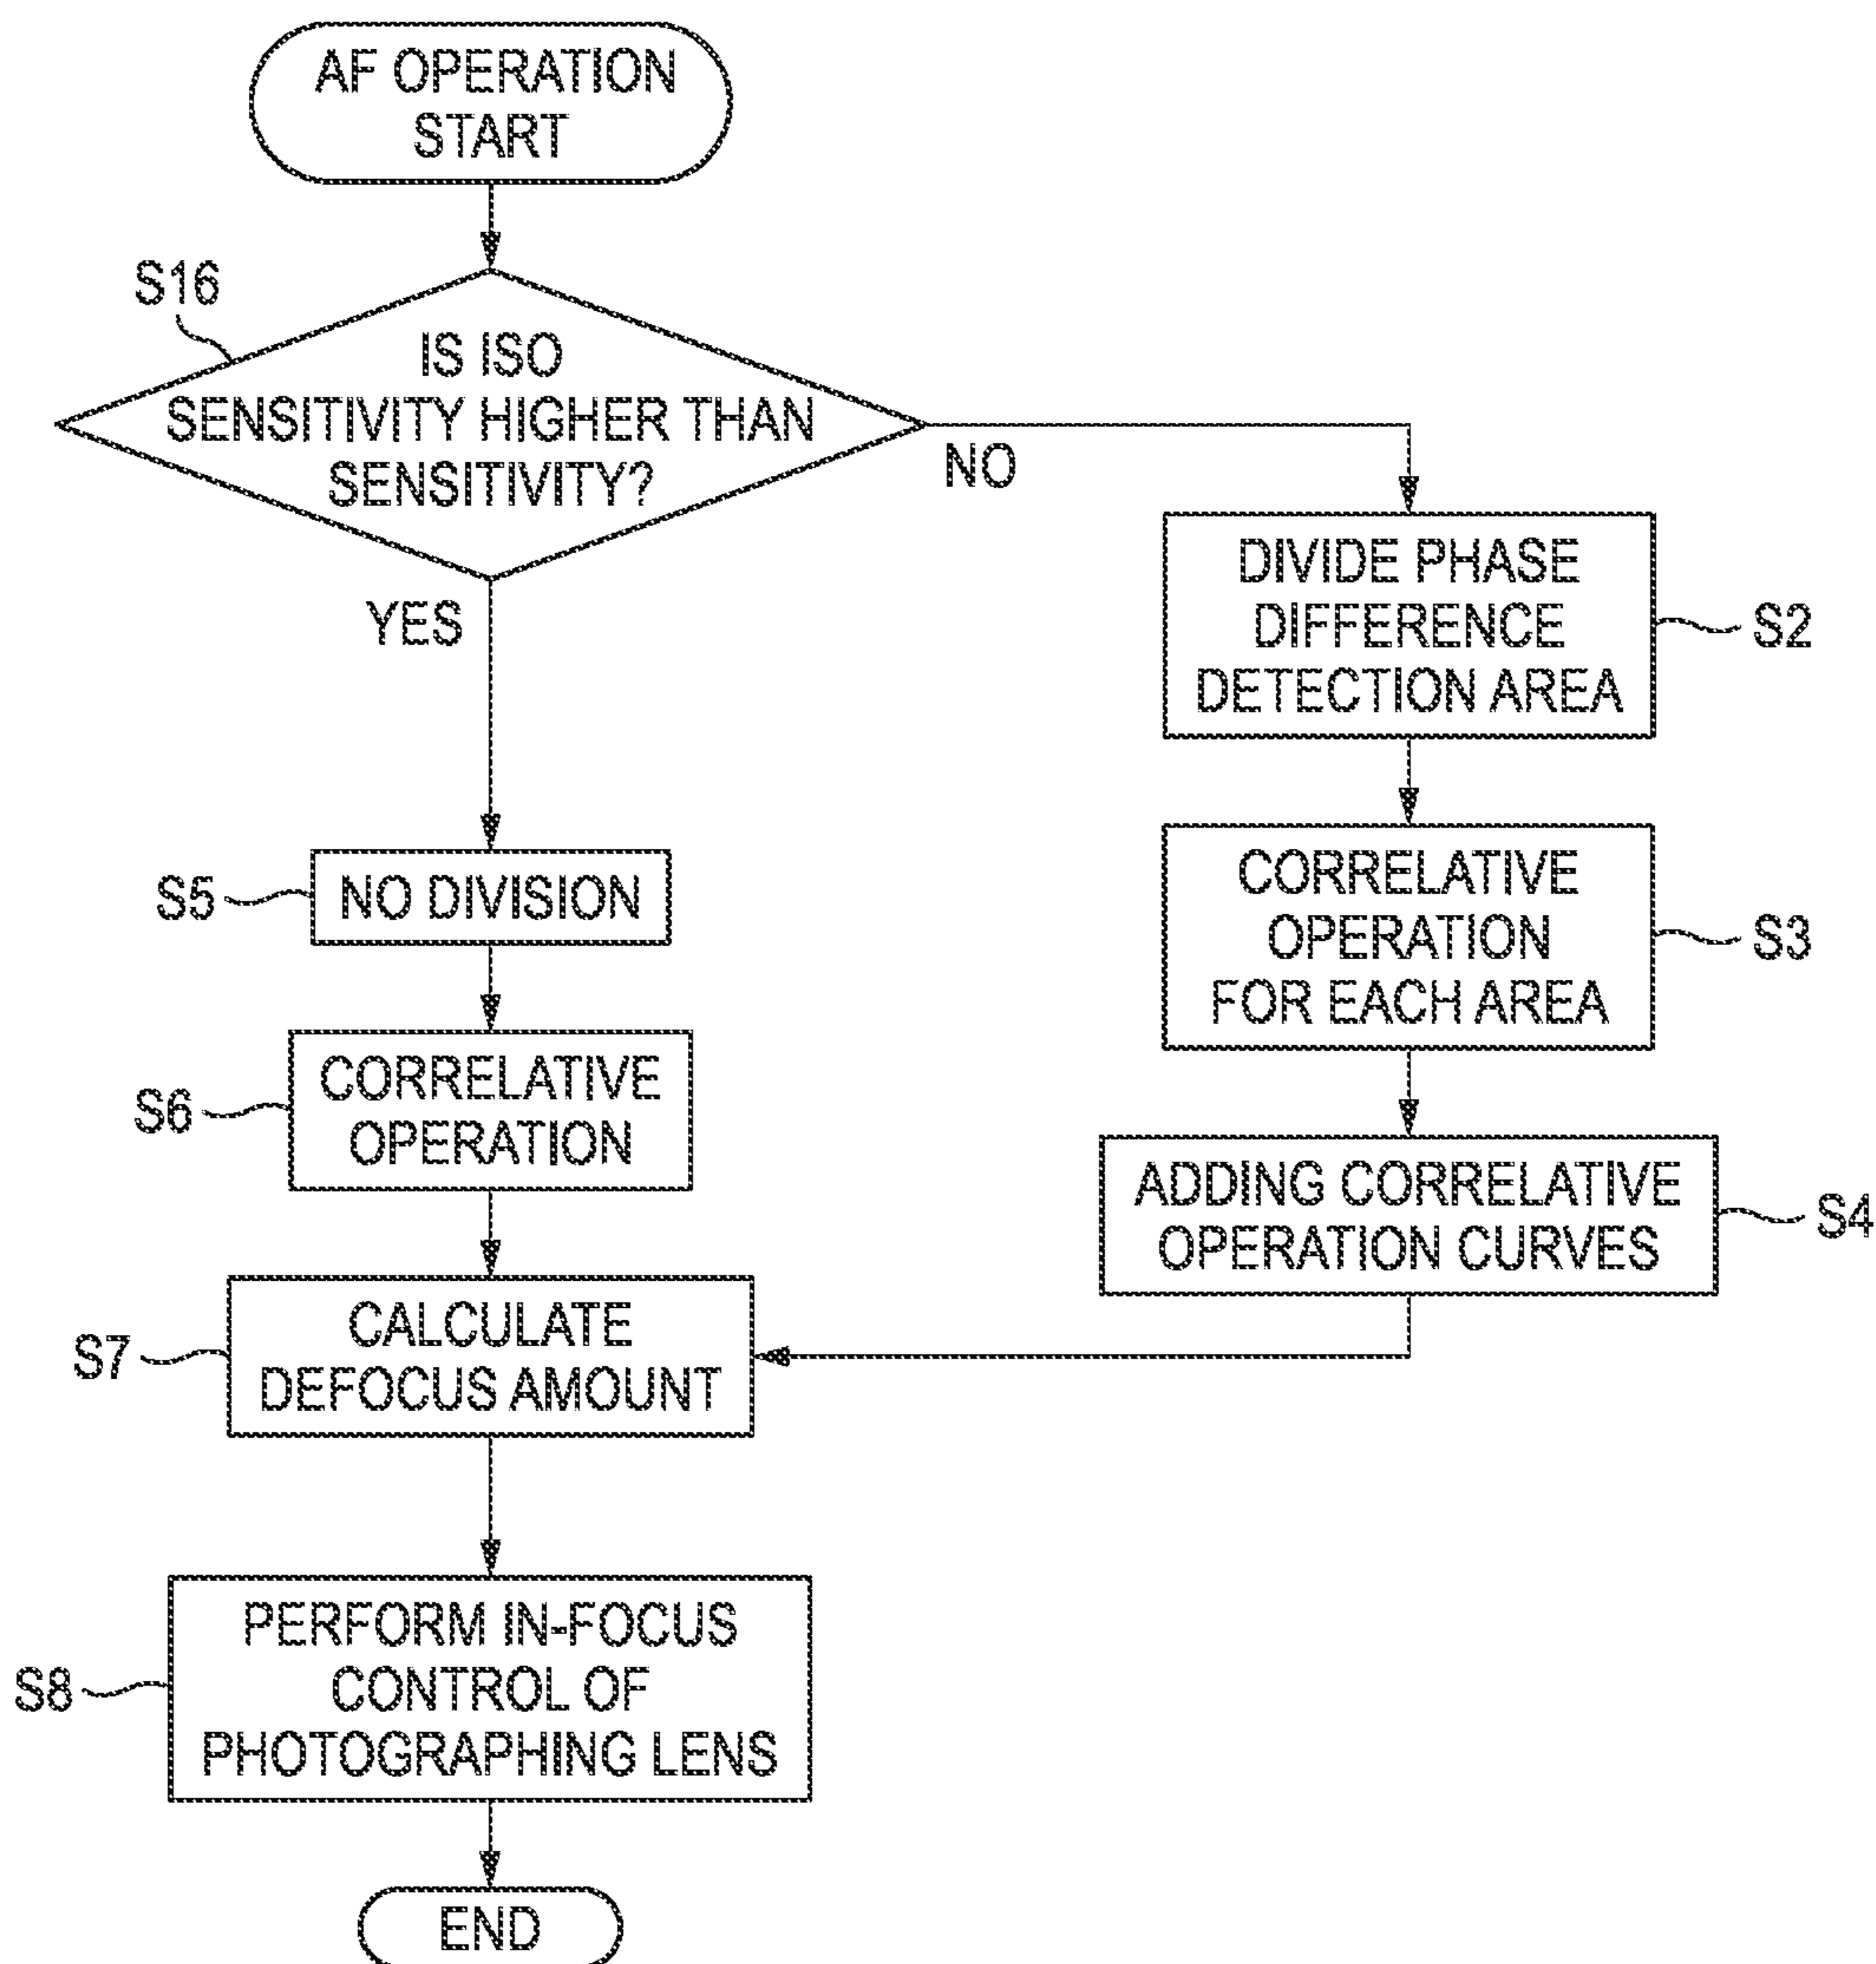 AF OPERATION
START
S16
IS ISO
SENSITIVITY HIGHER THAN
SENSITIVITY?
NO
YES
DIVIDE PHASE
DIFFERENCE
DETECTION AREA
S2
CORRELATIVE
OPERATION
FOR EACH AREA
S3
ADDING CORRELATIVE
OPERATION CURVES
S4
S5
NO DIVISION
S6
CORRELATIVE
OPERATION
S7
CALCULATE
DEFOCUS AMOUNT
S8
PERFORM IN-FOCUS
CONTROL OF
PHOTOGRAPHING LENS
END